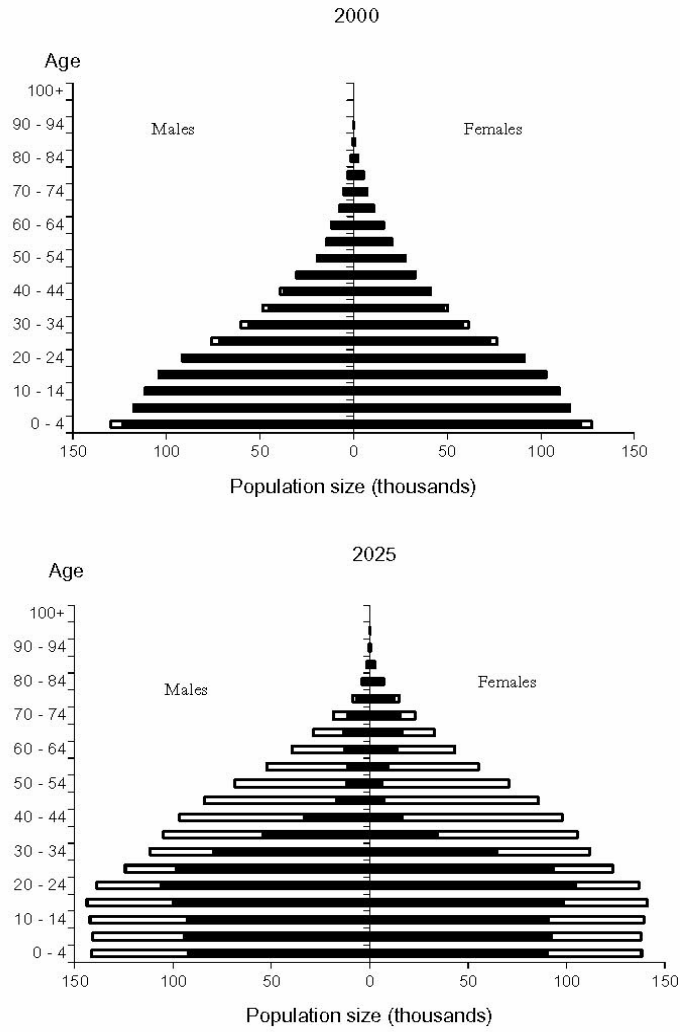 2000
Age
100+
90 - 94
Males
Females
80 - 84
70 - 74
60 - 64
50 - 54
40 - 44
30 - 34
20 - 24
10 - 14
0 - 4
150 100 50 0 50 100 150
Population size (thousands)
2025
Age
100+
90 - 94
80 - 84
Males
Females
70 - 74
60 - 64
50 - 54
40 - 44
30 - 34
20 - 24
10 - 14
0 - 4
150 100 50 0 50 100 150
Population size (thousands)